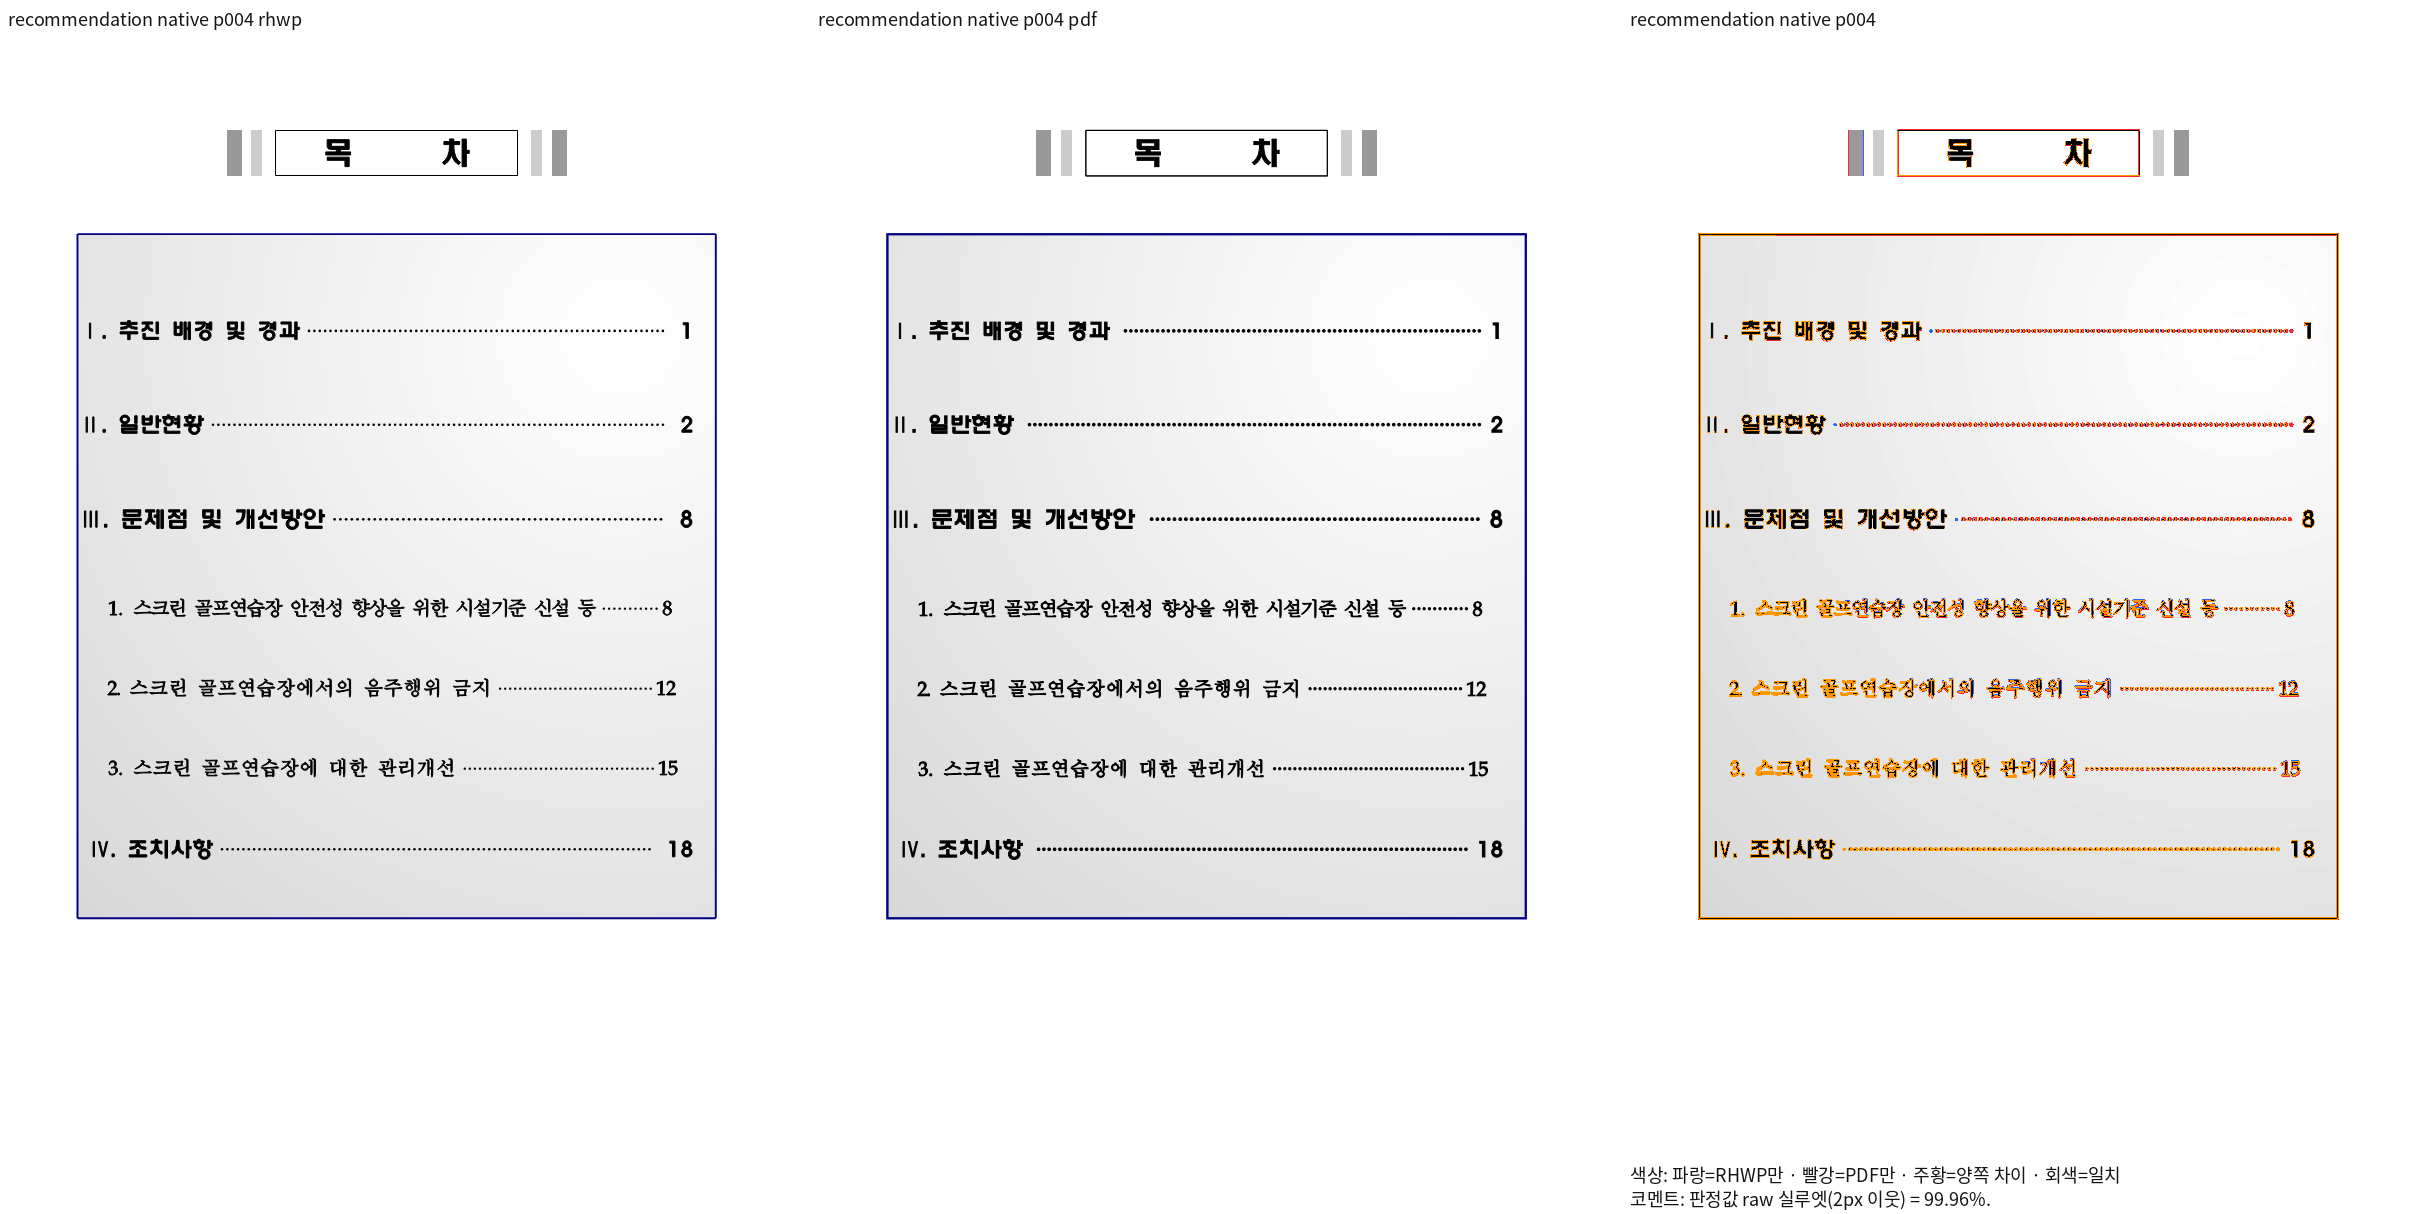 recommendation native p004 rhwp
목 차
Ⅰ. 추진 배경 및 경과 ························································ 1
Ⅱ. 일반현황 ························································ 2
Ⅲ. 문제점 및 개선방안 ························································ 8
1. 스크린 골프연습장 안전성 향상을 위한 시설기준 신설 등 ··········· 8
2. 스크린 골프연습장에서의 음주행위 금지 ······························ 12
3. 스크린 골프연습장에 대한 관리개선 ······································ 15
Ⅳ. 조치사항 ························································ 18
recommendation native p004 pdf
목 차
Ⅰ. 추진 배경 및 경과 ························································ 1
Ⅱ. 일반현황 ························································ 2
Ⅲ. 문제점 및 개선방안 ························································ 8
1. 스크린 골프연습장 안전성 향상을 위한 시설기준 신설 등 ··········· 8
2. 스크린 골프연습장에서의 음주행위 금지 ······························ 12
3. 스크린 골프연습장에 대한 관리개선 ······································ 15
Ⅳ. 조치사항 ························································ 18
recommendation native p004
목 차
Ⅰ. 추진 배경 및 경과 ························································ 1
Ⅱ. 일반현황 ························································ 2
Ⅲ. 문제점 및 개선방안 ························································ 8
1. 스크린 골프연습장 안전성 향상을 위한 시설기준 신설 등 ··········· 8
2. 스크린 골프연습장에서의 음주행위 금지 ······························ 12
3. 스크린 골프연습장에 대한 관리개선 ······································ 15
Ⅳ. 조치사항 ························································ 18
색상: 파랑=RHWP만 · 빨강=PDF만 · 주황=양쪽 차이 · 회색=일치
코멘트: 판정값 raw 실루엣(2px 이웃) = 99.96%.